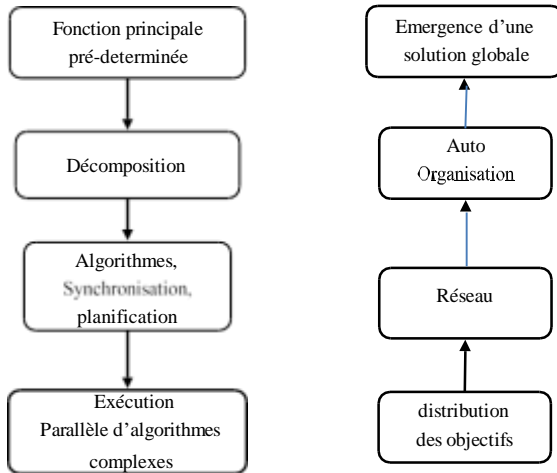 Fonction principale
pré-determinée
Décomposition
Algorithmes,
Synchronisation,
planification
Exécution
Parallèle d'algorithmes
complexes
Emergence d'une
solution globale
Auto
Organisation
Réseau
distribution
des objectifs